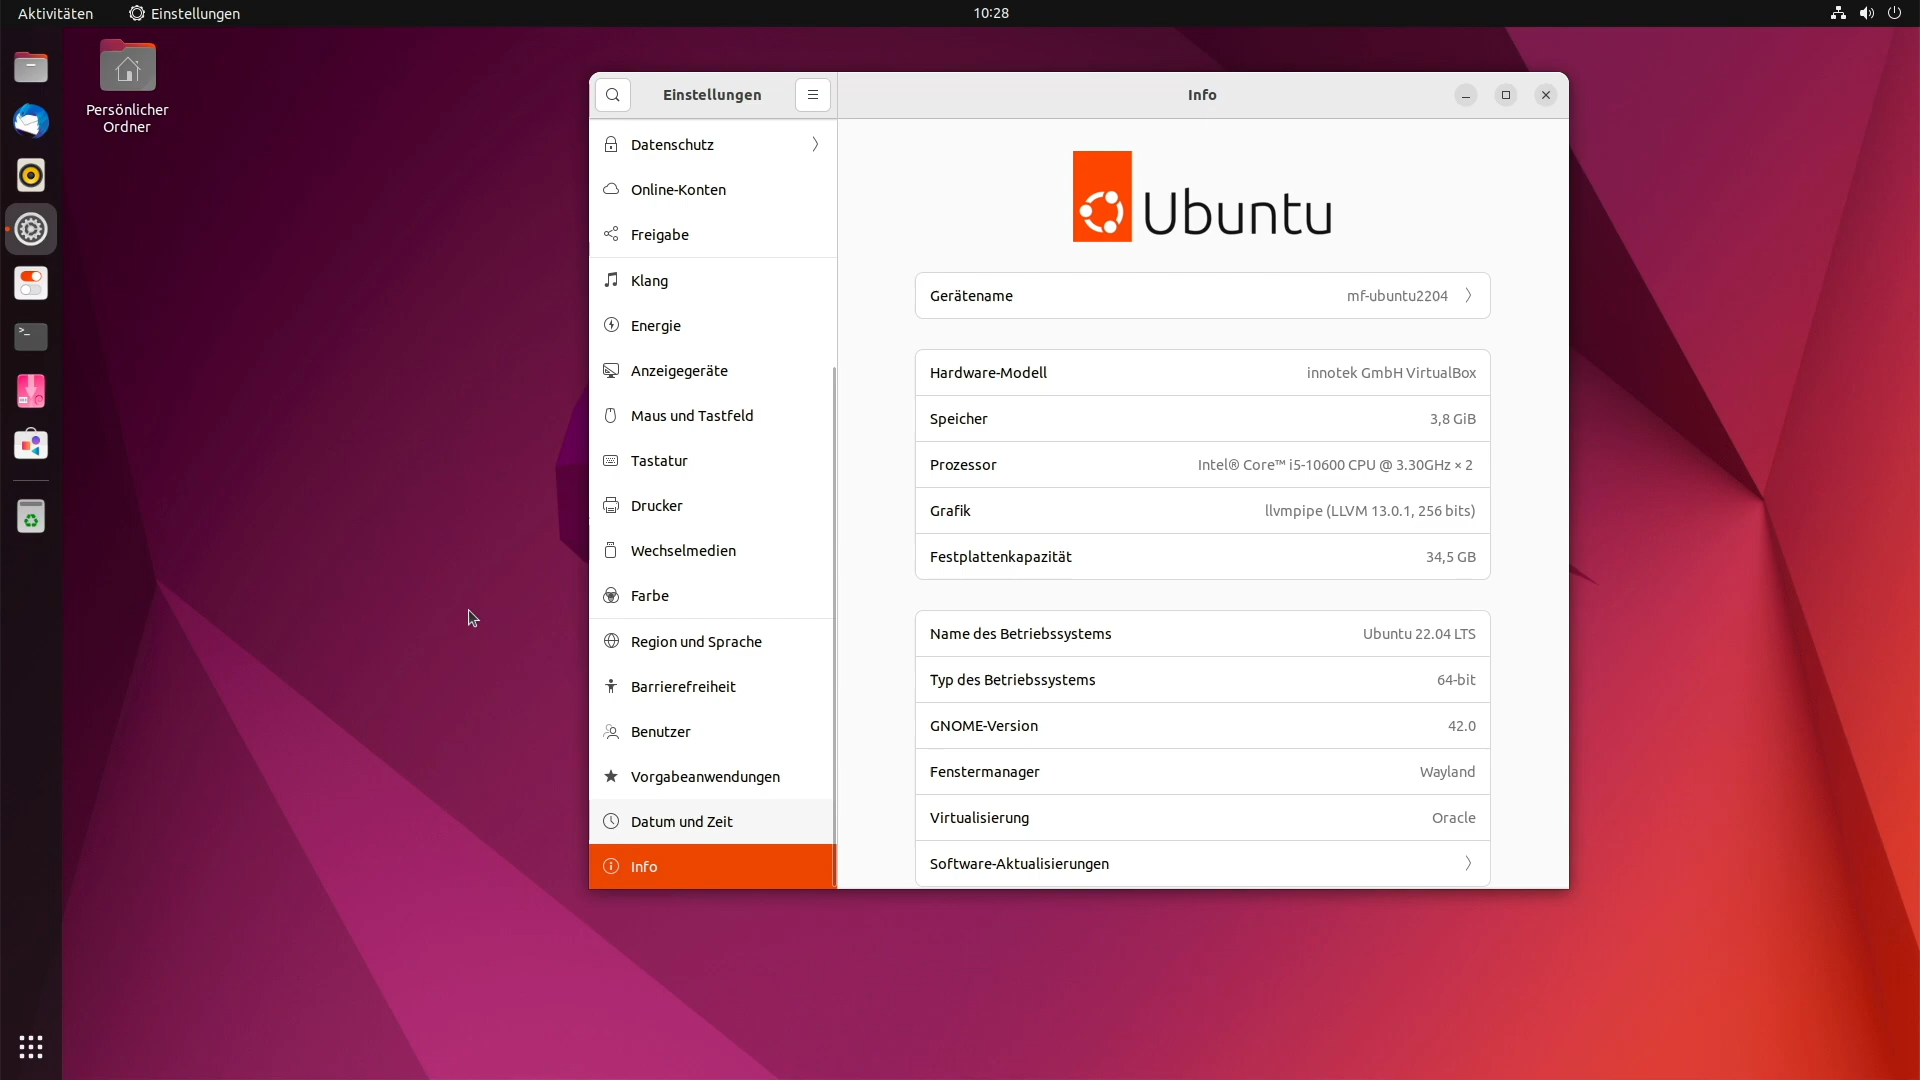 Aktivitäten
Einstellungen
10:28
Persönlicher
Ordner
Einstellungen
Info
Datenschutz
Online-Konten
Freigabe
Klang
Energie
Anzeigegeräte
Maus und Tastfeld
Tastatur
Drucker
Wechselmedien
Farbe
Region und Sprache
Barrierefreiheit
Benutzer
Vorgabeanwendungen
Datum und Zeit
Info
Ubuntu
Gerätename mf-ubuntu2204
Hardware-Modell innotek GmbH VirtualBox
Speicher 3,8 GiB
Prozessor Intel® Core™ i5-10600 CPU @ 3.30GHz × 2
Grafik llvmpipe (LLVM 13.0.1, 256 bits)
Festplattenkapazität 34,5 GB
Name des Betriebssystems Ubuntu 22.04 LTS
Typ des Betriebssystems 64-bit
GNOME-Version 42.0
Fenstermanager Wayland
Virtualisierung Oracle
Software-Aktualisierungen